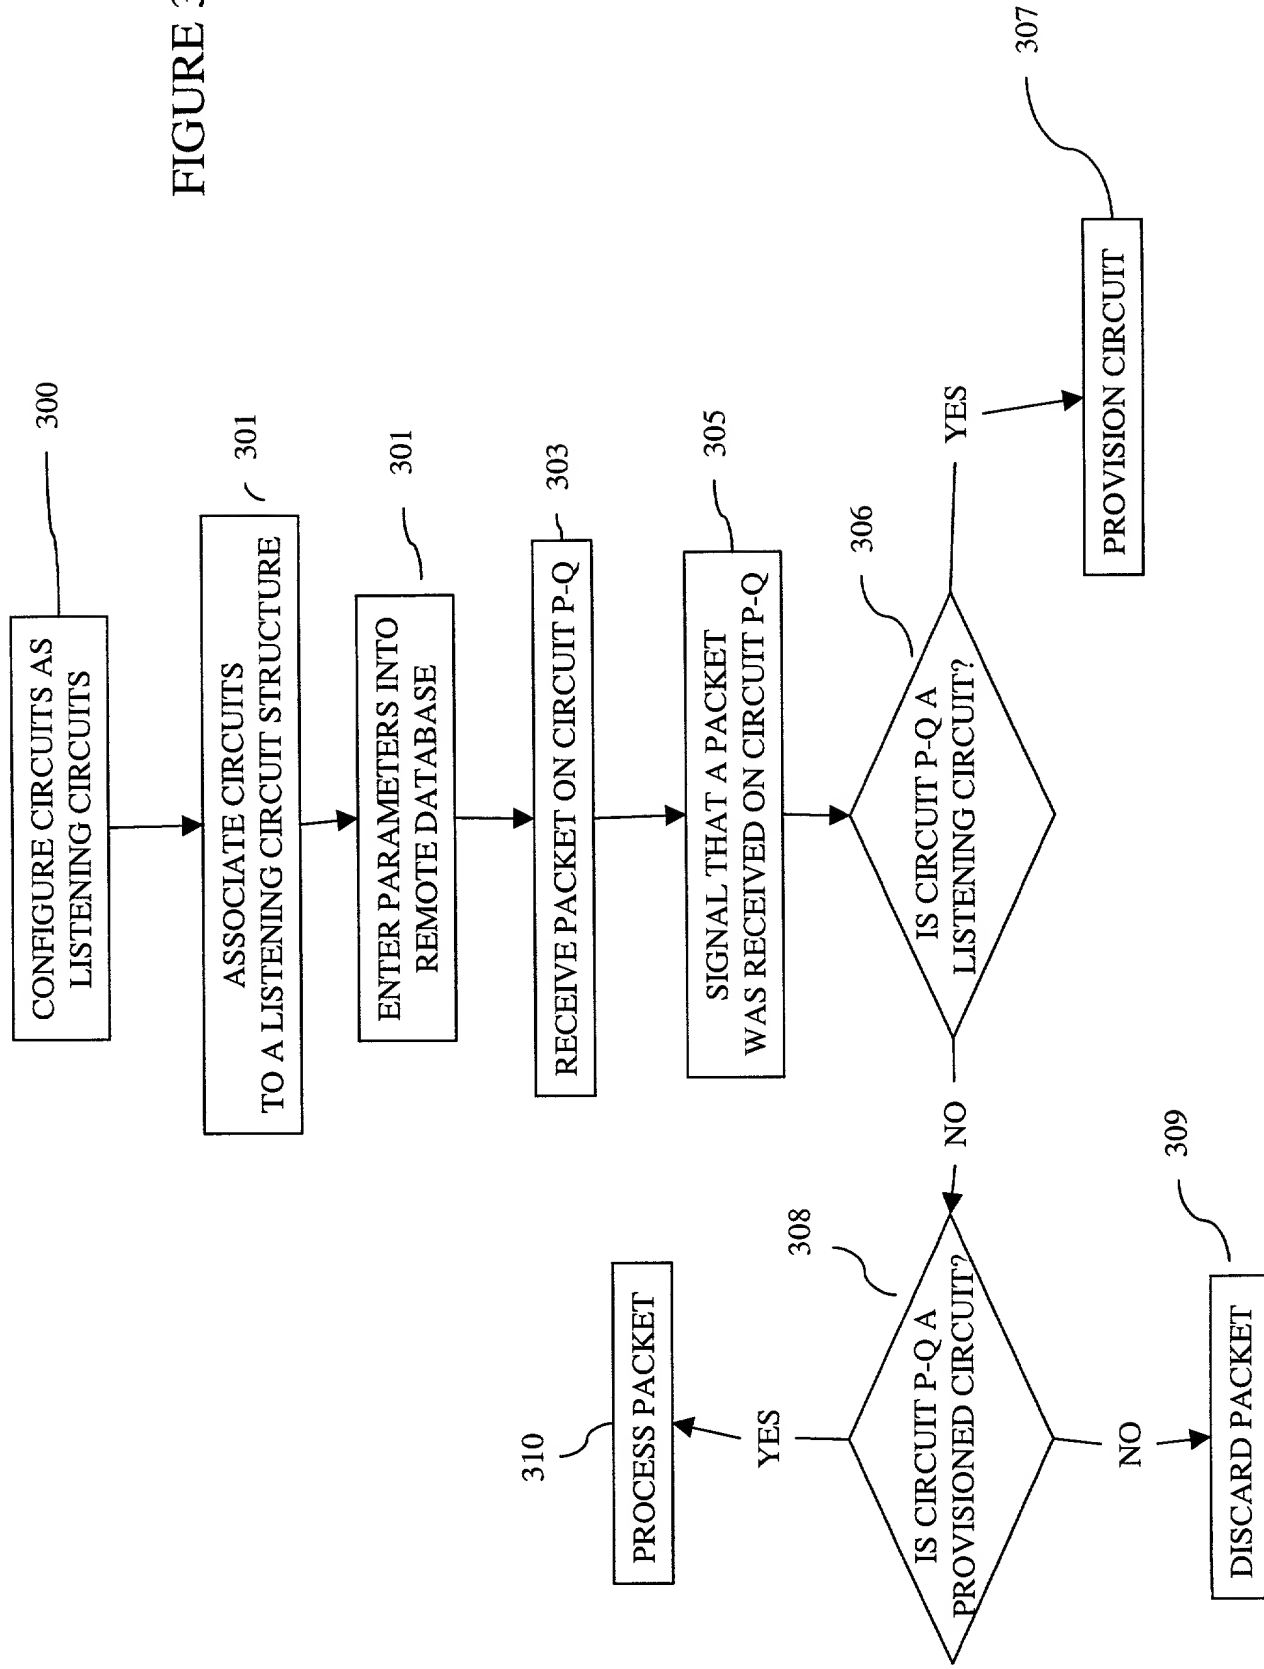 FIGURE 3
300
CONFIGURE CIRCUITS AS
LISTENING CIRCUITS
301
ASSOCIATE CIRCUITS
TO A LISTENING CIRCUIT STRUCTURE
301
ENTER PARAMETERS INTO
REMOTE DATABASE
303
RECEIVE PACKET ON CIRCUIT P-Q
305
SIGNAL THAT A PACKET
WAS RECEIVED ON CIRCUIT P-Q
306
IS CIRCUIT P-Q A
LISTENING CIRCUIT?
YES
307
PROVISION CIRCUIT
NO
308
IS CIRCUIT P-Q A
PROVISIONED CIRCUIT?
YES
310
PROCESS PACKET
NO
309
DISCARD PACKET